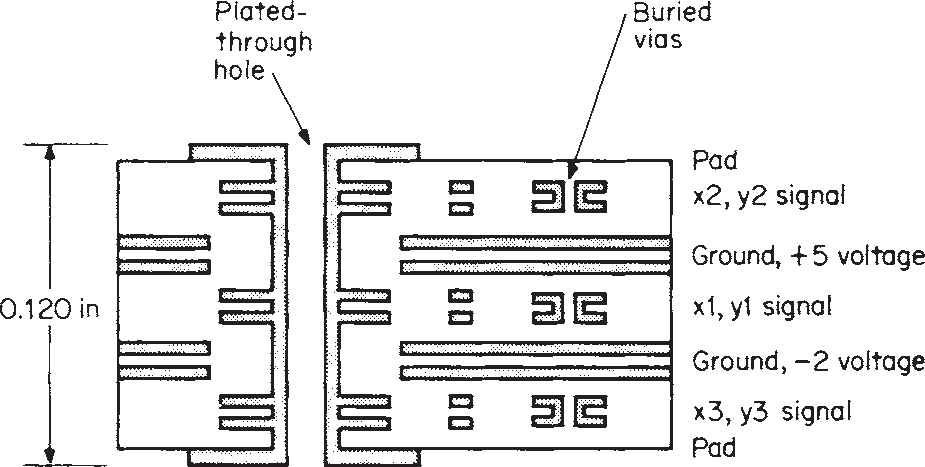 Plated-
through
hole
Buried
vias
Pad
x2, y2 signal
Ground, +5 voltage
0.120 in
x1, y1 signal
Ground, −2 voltage
x3, y3 signal
Pad